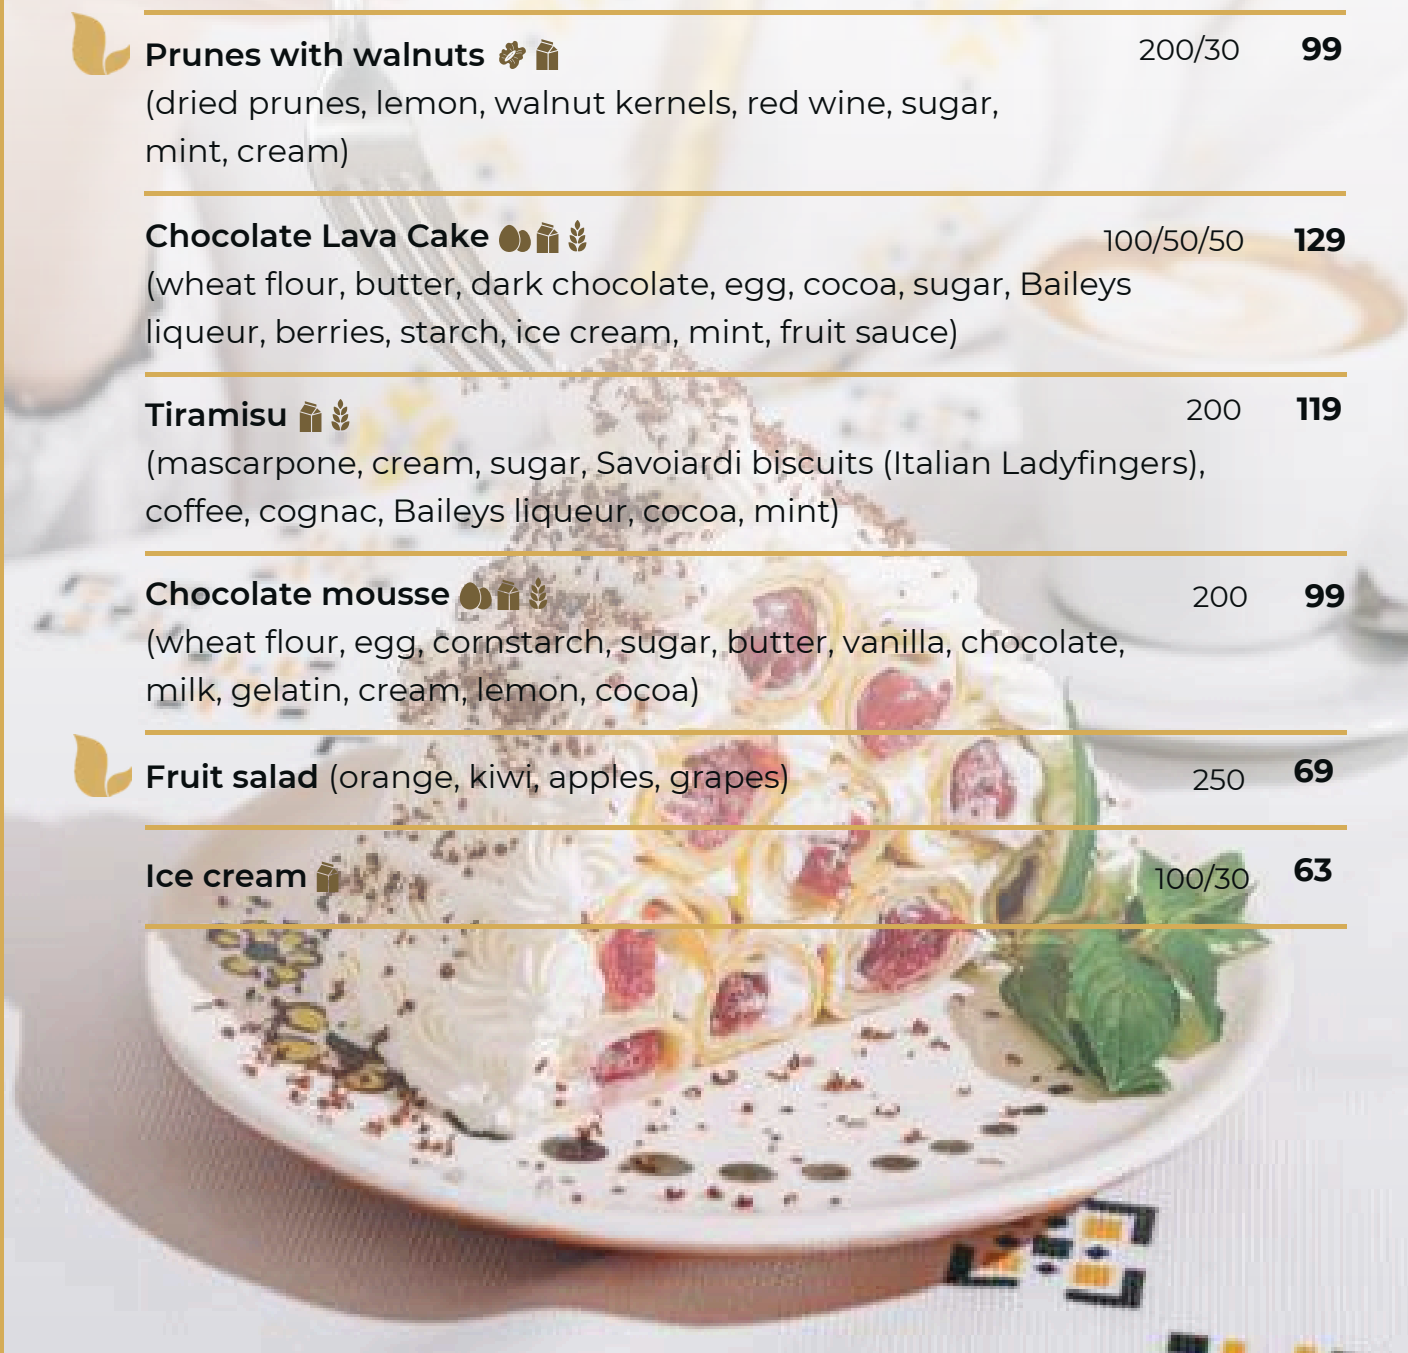 Prunes with walnuts 200/30 99
(dried prunes, lemon, walnut kernels, red wine, sugar,
mint, cream)
Chocolate Lava Cake 100/50/50 129
(wheat flour, butter, dark chocolate, egg, cocoa, sugar, Baileys
liqueur, berries, starch, ice cream, mint, fruit sauce)
Tiramisu 200 119
(mascarpone, cream, sugar, Savoiardi biscuits (Italian Ladyfingers),
coffee, cognac, Baileys liqueur, cocoa, mint)
Chocolate mousse 200 99
(wheat flour, egg, cornstarch, sugar, butter, vanilla, chocolate,
milk, gelatin, cream, lemon, cocoa)
Fruit salad (orange, kiwi, apples, grapes) 250 69
Ice cream 100/30 63